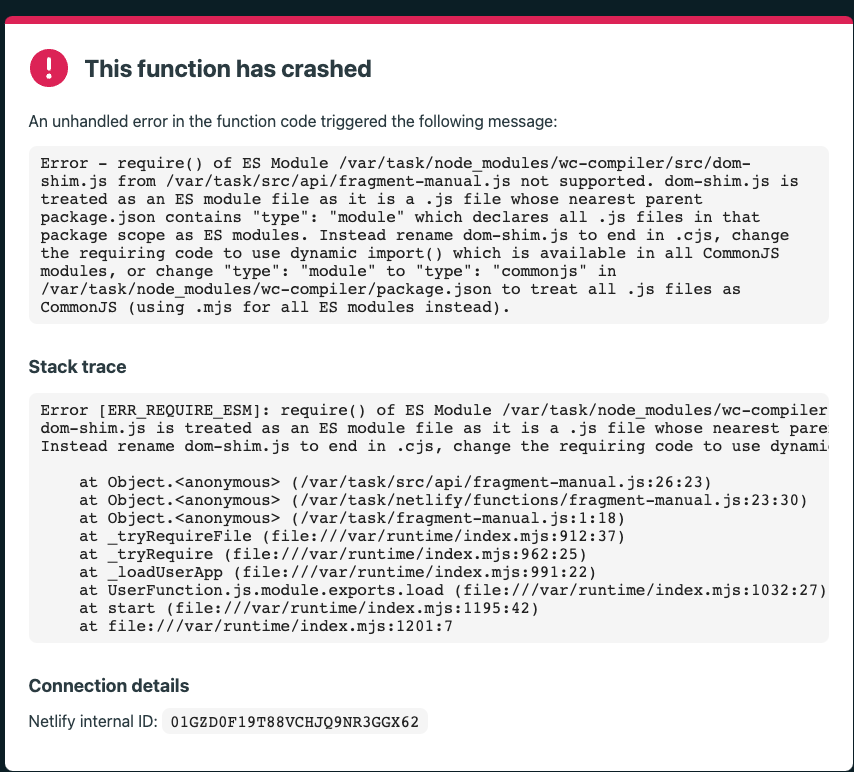 This function has crashed
An unhandled error in the function code triggered the following message:
Error - require() of ES Module /var/task/node_modules/wc-compiler/src/dom-
shim.js from /var/task/src/api/fragment-manual.js not supported. dom-shim.js is
treated as an ES module file as it is a .js file whose nearest parent
package.json contains "type": "module" which declares all .js files in that
package scope as ES modules. Instead rename dom-shim.js to end in .cjs, change
the requiring code to use dynamic import() which is available in all CommonJS
modules, or change "type": "module" to "type": "commonjs" in
/var/task/node_modules/wc-compiler/package.json to treat all .js files as
CommonJS (using .mjs for all ES modules instead).
Stack trace
Error [ERR_REQUIRE_ESM]: require() of ES Module /var/task/node_modules/wc-compiler
dom-shim.js is treated as an ES module file as it is a .js file whose nearest pare
Instead rename dom-shim.js to end in .cjs, change the requiring code to use dynami
at Object.<anonymous> (/var/task/src/api/fragment-manual.js:26:23)
at Object.<anonymous> (/var/task/netlify/functions/fragment-manual.js:23:30)
at Object.<anonymous> (/var/task/fragment-manual.js:1:18)
at _tryRequireFile (file:///var/runtime/index.mjs:912:37)
at _tryRequire (file:///var/runtime/index.mjs:962:25)
at _loadUserApp (file:///var/runtime/index.mjs:991:22)
at UserFunction.js.module.exports.load (file:///var/runtime/index.mjs:1032:27)
at start (file:///var/runtime/index.mjs:1195:42)
at file:///var/runtime/index.mjs:1201:7
Connection details
Netlify internal ID: 01GZD0F19T88VCHJQ9NR3GGX62